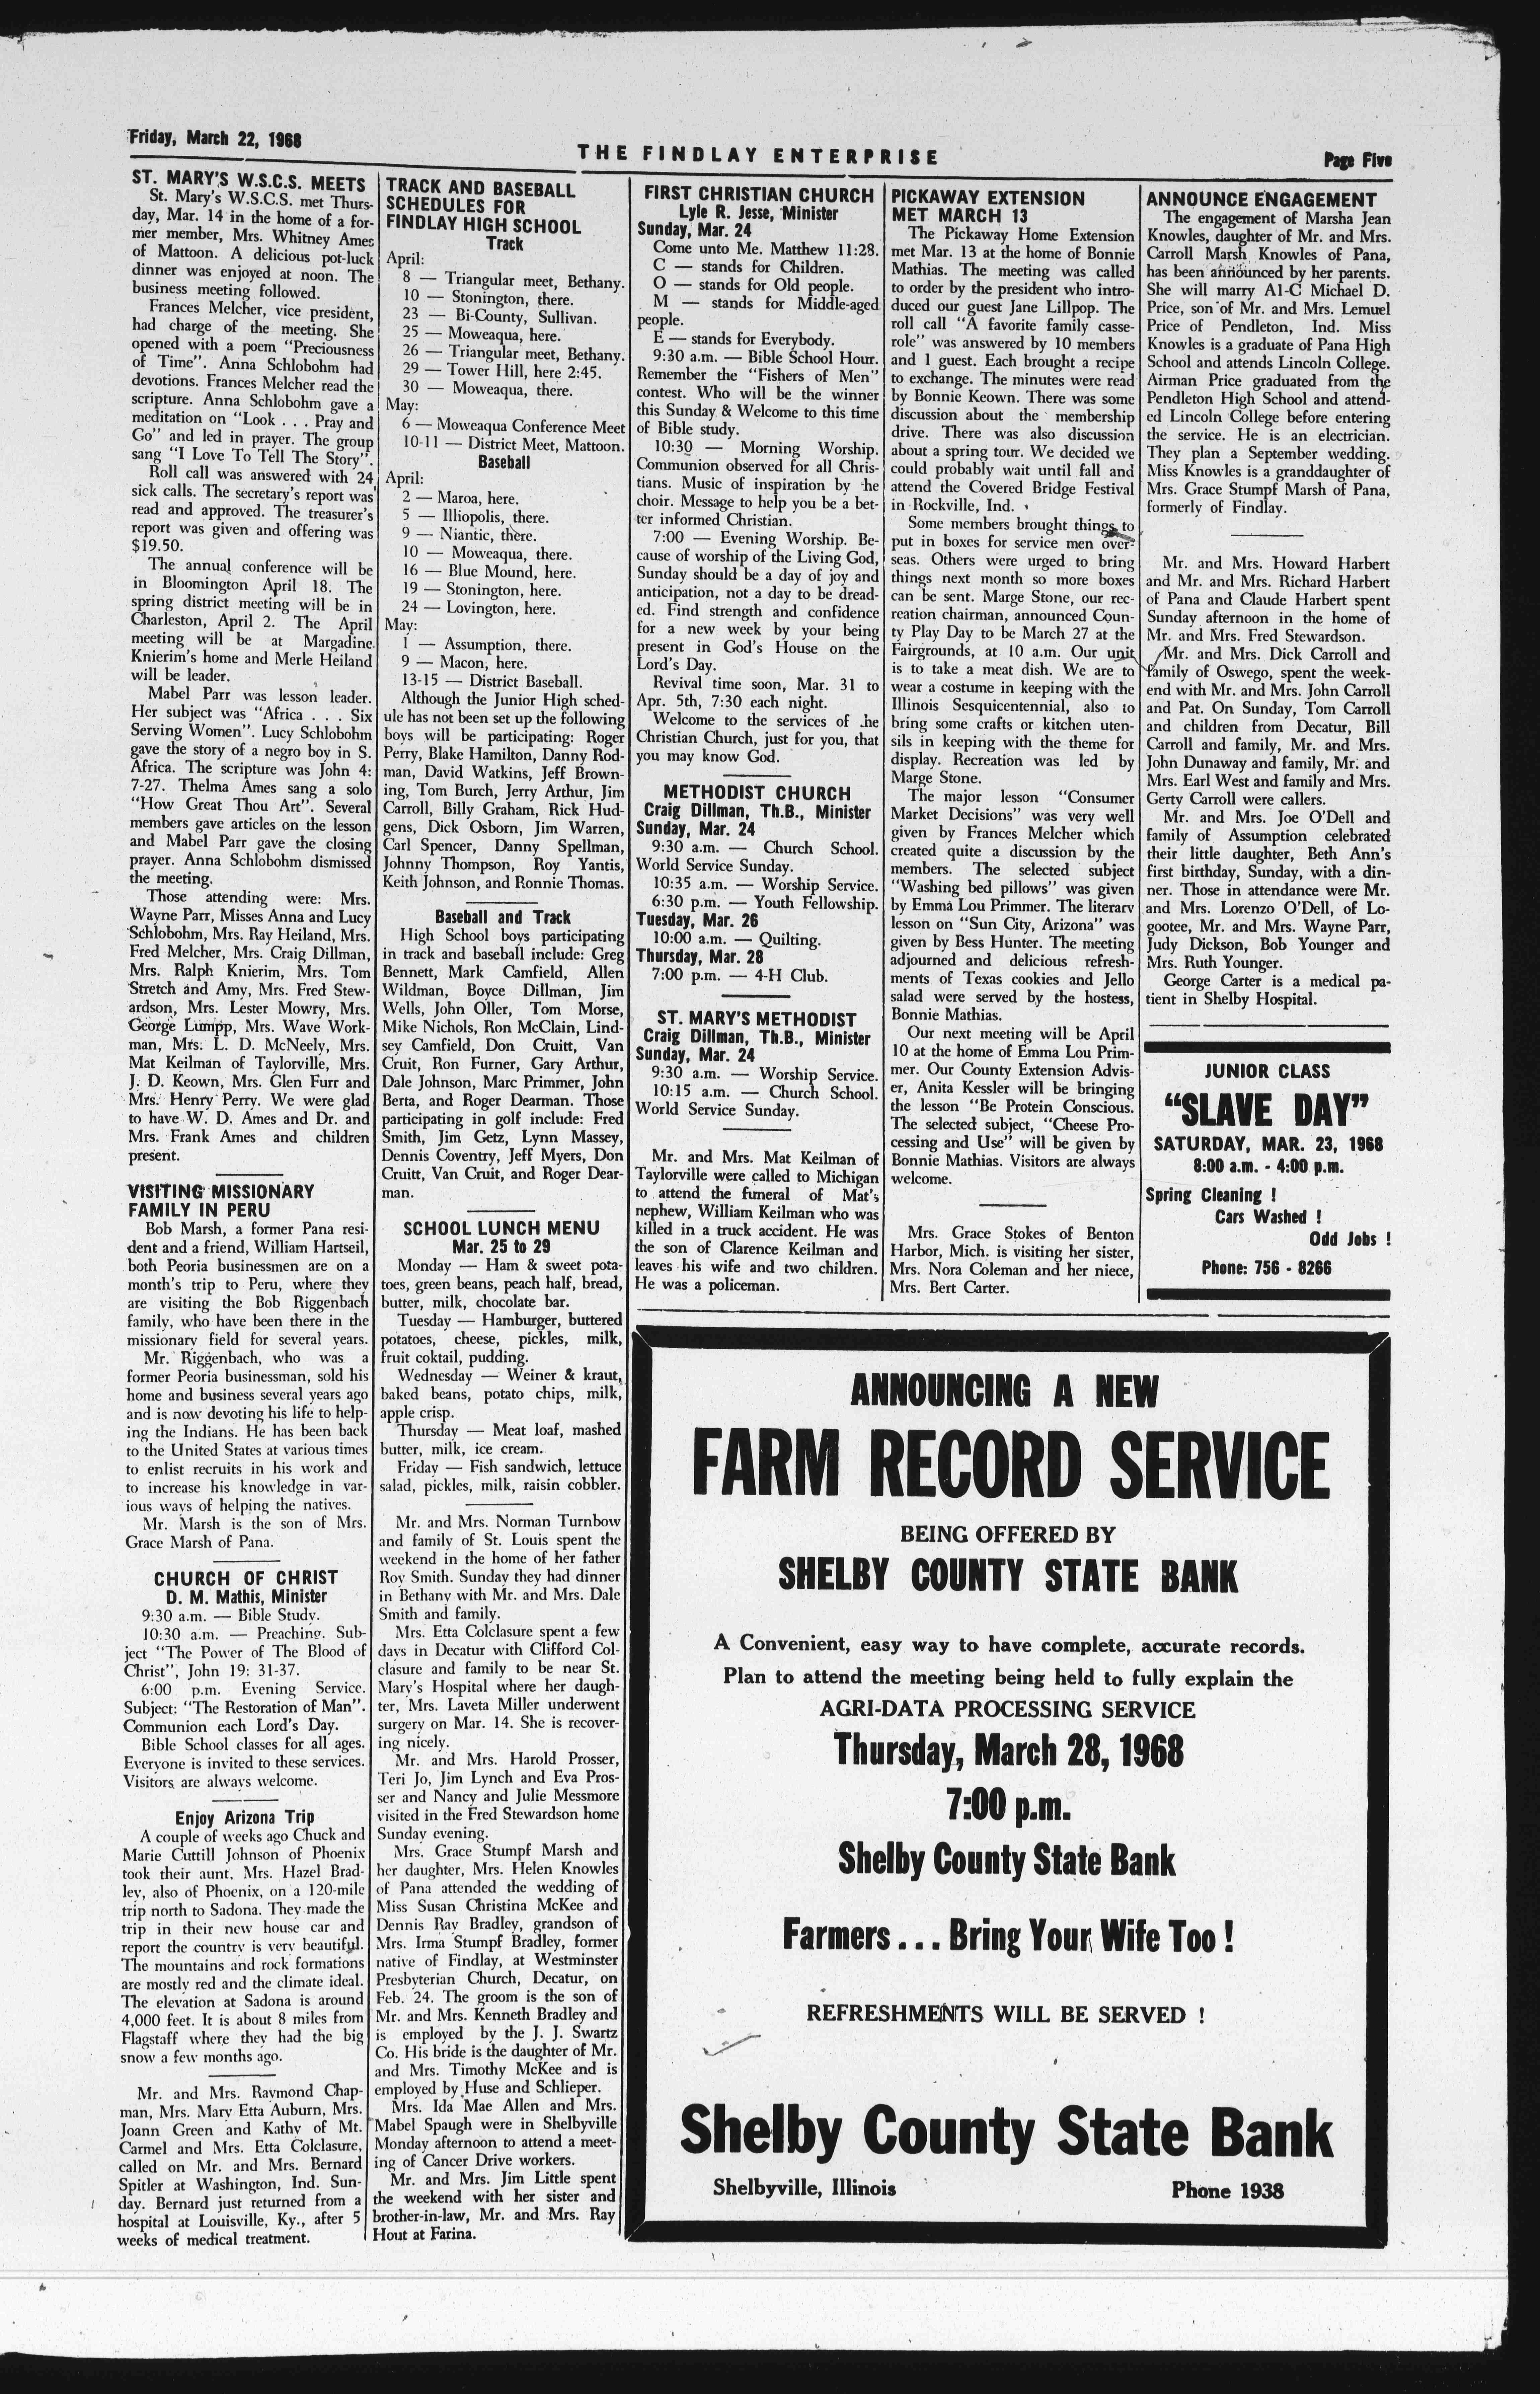 Friday, March 22, 1968
THE FINDLAY ENTERPRISE
Page Five
ST. MARY'S W.S.C.S. MEETS
St. Mary's W.S.C.S. met Thurs-
day, Mar. 14 in the home of a for-
mer member, Mrs. Whitney Ames
of Mattoon. A delicious pot-luck
dinner was enjoyed at noon. The
business meeting followed.
Frances Melcher, vice president,
had charge of the meeting. She
opened with a poem "Preciousness
of Time". Anna Schlobohm had
devotions. Frances Melcher read the
scripture. Anna Schlobohm gave a
meditation on "Look . . . Pray and
Go" and led in prayer. The group
sang "I Love To Tell The Story".
Roll call was answered with 24
sick calls. The secretary's report was
read and approved. The treasurer's
report was given and offering was
$19.50.
The annual conference will be
in Bloomington April 18. The
spring district meeting will be in
Charleston, April 2. The April
meeting will be at Margadine
Knierim's home and Merle Heiland
will be leader.
Mabel Parr was lesson leader.
Her subject was "Africa . . . Six
Serving Women". Lucy Schlobohm
gave the story of a negro boy in S.
Africa. The scripture was John 4:
7-27. Thelma Ames sang a solo
"How Great Thou Art". Several
members gave articles on the lesson
and Mabel Parr gave the closing
prayer. Anna Schlobohm dismissed
the meeting.
Those attending were: Mrs.
Wayne Parr, Misses Anna and Lucy
Schlobohm, Mrs. Ray Heiland, Mrs.
Fred Melcher, Mrs. Craig Dillman,
Mrs. Ralph Knierim, Mrs. Tom
Stretch and Amy, Mrs. Fred Stew-
ardson, Mrs. Lester Mowry, Mrs.
George Lumpp, Mrs. Wave Work-
man, Mrs. L. D. McNeely, Mrs.
Mat Keilman of Taylorville, Mrs.
J. D. Keown, Mrs. Glen Furr and
Mrs. Henry Perry. We were glad
to have W. D. Ames and Dr. and
Mrs. Frank Ames and children
present.
VISITING MISSIONARY
FAMILY IN PERU
Bob Marsh, a former Pana resi-
dent and a friend, William Hartseil,
both Peoria businessmen are on a
month's trip to Peru, where they
are visiting the Bob Riggenbach
family, who have been there in the
missionary field for several years.
Mr. Riggenbach, who was a
former Peoria businessman, sold his
home and business several years ago
and is now devoting his life to help-
ing the Indians. He has been back
to the United States at various times
to enlist recruits in his work and
to increase his knowledge in var-
ious ways of helping the natives.
Mr. Marsh is the son of Mrs.
Grace Marsh of Pana.
CHURCH OF CHRIST
D. M. Mathis, Minister
9:30 a.m. — Bible Study.
10:30 a.m. — Preaching. Sub-
ject "The Power of The Blood of
Christ", John 19: 31-37.
6:00 p.m. Evening Service.
Subject: "The Restoration of Man".
Communion each Lord's Day.
Bible School classes for all ages.
Everyone is invited to these services.
Visitors are always welcome.
Enjoy Arizona Trip
A couple of weeks ago Chuck and
Marie Cuttill Johnson of Phoenix
took their aunt, Mrs. Hazel Brad-
ley, also of Phoenix, on a 120-mile
trip north to Sadona. They made the
trip in their new house car and
report the country is very beautiful.
The mountains and rock formations
are mostly red and the climate ideal.
The elevation at Sadona is around
4,000 feet. It is about 8 miles from
Flagstaff where they had the big
snow a few months ago.
Mr. and Mrs. Raymond Chap-
man, Mrs. Mary Etta Auburn, Mrs.
Joann Green and Kathy of Mt.
Carmel and Mrs. Etta Colclasure,
called on Mr. and Mrs. Bernard
Spitler at Washington, Ind. Sun-
day. Bernard just returned from a
hospital at Louisville, Ky., after 5
weeks of medical treatment.
TRACK AND BASEBALL
SCHEDULES FOR
FINDLAY HIGH SCHOOL
Track
April:
8 — Triangular meet, Bethany.
10 — Stonington, there.
23 — Bi-County, Sullivan.
25 — Moweaqua, here.
26 — Triangular meet, Bethany.
29 — Tower Hill, here 2:45.
30 — Moweaqua, there.
May:
6 — Moweaqua Conference Meet
10-11 — District Meet, Mattoon.
Baseball
April:
2 — Maroa, here.
5 — Illiopolis, there.
9 — Niantic, there.
10 — Moweaqua, there.
16 — Blue Mound, here.
19 — Stonington, here.
24 — Lovington, here.
May:
1 — Assumption, there.
9 — Macon, here.
13-15 — District Baseball.
Although the Junior High sched-
ule has not been set up the following
boys will be participating: Roger
Perry, Blake Hamilton, Danny Rod-
man, David Watkins, Jeff Brown-
ing, Tom Burch, Jerry Arthur, Jim
Carroll, Billy Graham, Rick Hud-
gens, Dick Osborn, Jim Warren,
Carl Spencer, Danny Spellman,
Johnny Thompson, Roy Yantis,
Keith Johnson, and Ronnie Thomas.
Baseball and Track
High School boys participating
in track and baseball include: Greg
Bennett, Mark Camfield, Allen
Wildman, Boyce Dillman, Jim
Wells, John Oller, Tom Morse,
Mike Nichols, Ron McClain, Lind-
sey Camfield, Don Cruitt, Van
Cruit, Ron Furner, Gary Arthur,
Dale Johnson, Marc Primmer, John
Berta, and Roger Dearman. Those
participating in golf include: Fred
Smith, Jim Getz, Lynn Massey,
Dennis Coventry, Jeff Myers, Don
Cruitt, Van Cruit, and Roger Dear-
man.
SCHOOL LUNCH MENU
Mar. 25 to 29
Monday — Ham & sweet pota-
toes, green beans, peach half, bread,
butter, milk, chocolate bar.
Tuesday — Hamburger, buttered
potatoes, cheese, pickles, milk,
fruit coktail, pudding.
Wednesday — Weiner & kraut,
baked beans, potato chips, milk,
apple crisp.
Thursday — Meat loaf, mashed
butter, milk, ice cream.
Friday — Fish sandwich, lettuce
salad, pickles, milk, raisin cobbler.
Mr. and Mrs. Norman Turnbow
and family of St. Louis spent the
weekend in the home of her father
Roy Smith. Sunday they had dinner
in Bethany with Mr. and Mrs. Dale
Smith and family.
Mrs. Etta Colclasure spent a few
days in Decatur with Clifford Col-
clasure and family to be near St.
Mary's Hospital where her daugh-
ter, Mrs. Laveta Miller underwent
surgery on Mar. 14. She is recover-
ing nicely.
Mr. and Mrs. Harold Prosser,
Teri Jo, Jim Lynch and Eva Pros-
ser and Nancy and Julie Messmore
visited in the Fred Stewardson home
Sunday evening.
Mrs. Grace Stumpf Marsh and
her daughter, Mrs. Helen Knowles
of Pana attended the wedding of
Miss Susan Christina McKee and
Dennis Ray Bradley, grandson of
Mrs. Irma Stumpf Bradley, former
native of Findlay, at Westminster
Presbyterian Church, Decatur, on
Feb. 24. The groom is the son of
Mr. and Mrs. Kenneth Bradley and
is employed by the J. J. Swartz
Co. His bride is the daughter of Mr.
and Mrs. Timothy McKee and is
employed by Huse and Schlieper.
Mrs. Ida Mae Allen and Mrs.
Mabel Spaugh were in Shelbyville
Monday afternoon to attend a meet-
ing of Cancer Drive workers.
Mr. and Mrs. Jim Little spent
the weekend with her sister and
brother-in-law, Mr. and Mrs. Ray
Hout at Farina.
FIRST CHRISTIAN CHURCH
Lyle R. Jesse, Minister
Sunday, Mar. 24
Come unto Me. Matthew 11:28.
C — stands for Children.
O — stands for Old people.
M — stands for Middle-aged
people.
E — stands for Everybody.
9:30 a.m. — Bible School Hour.
Remember the "Fishers of Men"
contest. Who will be the winner
this Sunday & Welcome to this time
of Bible study.
10:30 — Morning Worship.
Communion observed for all Chris-
tians. Music of inspiration by he
choir. Message to help you be a bet-
ter informed Christian.
7:00 — Evening Worship. Be-
cause of worship of the Living God,
Sunday should be a day of joy and
anticipation, not a day to be dread-
ed. Find strength and confidence
for a new week by your being
present in God's House on the
Lord's Day.
Revival time soon, Mar. 31 to
Apr. 5th, 7:30 each night.
Welcome to the services of .he
Christian Church, just for you, that
you may know God.
METHODIST CHURCH
Craig Dillman, Th.B., Minister
Sunday, Mar. 24
9:30 a.m. — Church School.
World Service Sunday.
10:35 a.m. — Worship Service.
6:30 p.m. — Youth Fellowship.
Tuesday, Mar. 26
10:00 a.m. — Quilting.
Thursday, Mar. 28
7:00 p.m. — 4-H Club.
ST. MARY'S METHODIST
Craig Dillman, Th.B., Minister
Sunday, Mar. 24
9:30 a.m. — Worship Service.
10:15 a.m. — Church School.
World Service Sunday.
Mr. and Mrs. Mat Keilman of
Taylorville were called to Michigan
to attend the funeral of Mat's
nephew, William Keilman who was
killed in a truck accident. He was
the son of Clarence Keilman and
leaves his wife and two children.
He was a policeman.
PICKAWAY EXTENSION
MET MARCH 13
The Pickaway Home Extension
met Mar. 13 at the home of Bonnie
Mathias. The meeting was called
to order by the president who intro-
duced our guest Jane Lillpop. The
roll call "A favorite family casse-
role" was answered by 10 members
and 1 guest. Each brought a recipe
to exchange. The minutes were read
by Bonnie Keown. There was some
discussion about the membership
drive. There was also discussion
about a spring tour. We decided we
could probably wait until fall and
attend the Covered Bridge Festival
in Rockville, Ind.
Some members brought things to
put in boxes for service men over-
seas. Others were urged to bring
things next month so more boxes
can be sent. Marge Stone, our rec-
reation chairman, announced Coun-
ty Play Day to be March 27 at the
Fairgrounds, at 10 a.m. Our unit
is to take a meat dish. We are to
wear a costume in keeping with the
Illinois Sesquicentennial, also to
bring some crafts or kitchen uten-
sils in keeping with the theme for
display. Recreation was led by
Marge Stone.
The major lesson "Consumer
Market Decisions" was very well
given by Frances Melcher which
created quite a discussion by the
members. The selected subject
"Washing bed pillows" was given
by Emma Lou Primmer. The literary
lesson on "Sun City, Arizona" was
given by Bess Hunter. The meeting
adjourned and delicious refresh-
ments of Texas cookies and Jello
salad were served by the hostess,
Bonnie Mathias.
Our next meeting will be April
10 at the home of Emma Lou Prim-
mer. Our County Extension Advis-
er, Anita Kessler will be bringing
the lesson "Be Protein Conscious.
The selected subject, "Cheese Pro-
cessing and Use" will be given by
Bonnie Mathias. Visitors are always
welcome.
Mrs. Grace Stokes of Benton
Harbor, Mich. is visiting her sister,
Mrs. Nora Coleman and her niece,
Mrs. Bert Carter.
ANNOUNCE ENGAGEMENT
The engagement of Marsha Jean
Knowles, daughter of Mr. and Mrs.
Carroll Marsh Knowles of Pana,
has been announced by her parents.
She will marry A1-C Michael D.
Price, son of Mr. and Mrs. Lemuel
Price of Pendleton, Ind. Miss
Knowles is a graduate of Pana High
School and attends Lincoln College.
Airman Price graduated from the
Pendleton High School and attend-
ed Lincoln College before entering
the service. He is an electrician.
They plan a September wedding.
Miss Knowles is a granddaughter of
Mrs. Grace Stumpf Marsh of Pana,
formerly of Findlay.
Mr. and Mrs. Howard Harbert
and Mr. and Mrs. Richard Harbert
of Pana and Claude Harbert spent
Sunday afternoon in the home of
Mr. and Mrs. Fred Stewardson.
Mr. and Mrs. Dick Carroll and
family of Oswego, spent the week-
end with Mr. and Mrs. John Carroll
and Pat. On Sunday, Tom Carroll
and children from Decatur, Bill
Carroll and family, Mr. and Mrs.
John Dunaway and family, Mr. and
Mrs. Earl West and family and Mrs.
Gerty Carroll were callers.
Mr. and Mrs. Joe O'Dell and
family of Assumption celebrated
their little daughter, Beth Ann's
first birthday, Sunday, with a din-
ner. Those in attendance were Mr.
and Mrs. Lorenzo O'Dell, of Lo-
gootee, Mr. and Mrs. Wayne Parr,
Judy Dickson, Bob Younger and
Mrs. Ruth Younger.
George Carter is a medical pa-
tient in Shelby Hospital.
JUNIOR CLASS
"SLAVE DAY"
SATURDAY, MAR. 23, 1968
8:00 a.m. - 4:00 p.m.
Spring Cleaning !
Cars Washed !
Odd Jobs !
Phone: 756 - 8266
ANNOUNCING A NEW
FARM RECORD SERVICE
BEING OFFERED BY
SHELBY COUNTY STATE BANK
A Convenient, easy way to have complete, accurate records.
Plan to attend the meeting being held to fully explain the
AGRI-DATA PROCESSING SERVICE
Thursday, March 28, 1968
7:00 p.m.
Shelby County State Bank
Farmers . . . Bring Your Wife Too !
REFRESHMENTS WILL BE SERVED !
Shelby County State Bank
Shelbyville, Illinois
Phone 1938